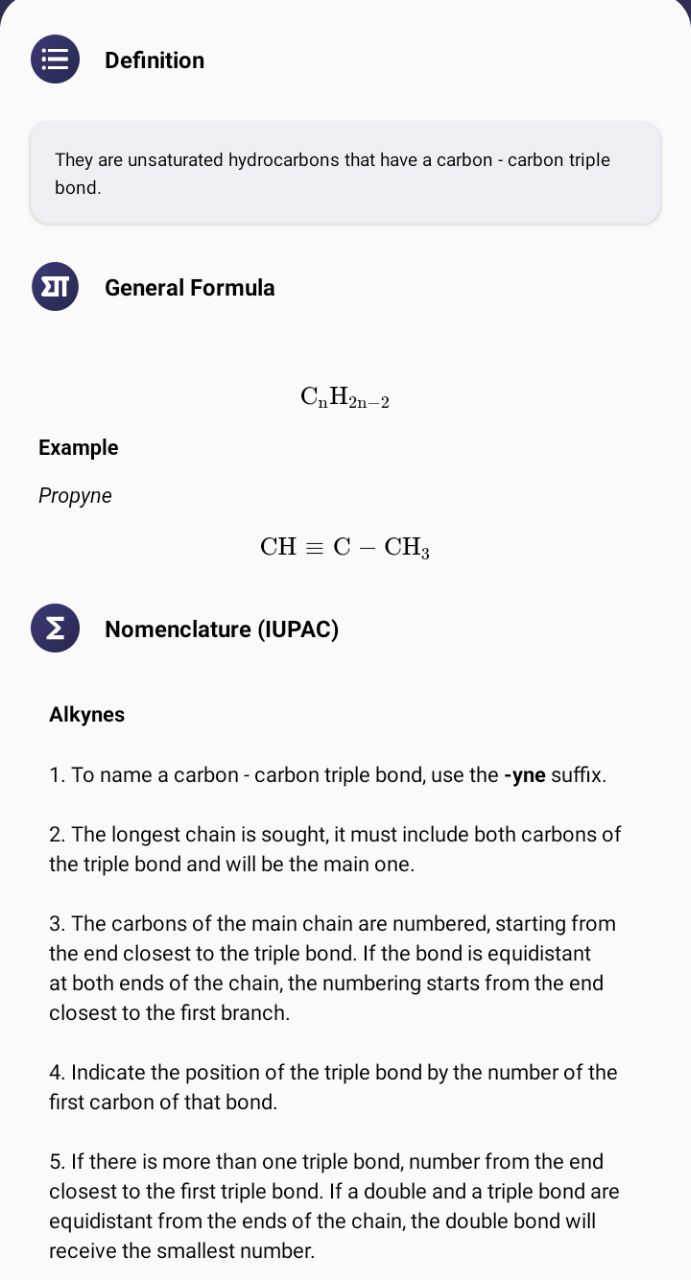 Definition
They are unsaturated hydrocarbons that have a carbon - carbon triple
bond.
General Formula
CₙH₂ₙ₋₂
Example
Propyne
CH ≡ C − CH₃
Nomenclature (IUPAC)
Alkynes
1. To name a carbon - carbon triple bond, use the -yne suffix.
2. The longest chain is sought, it must include both carbons of
the triple bond and will be the main one.
3. The carbons of the main chain are numbered, starting from
the end closest to the triple bond. If the bond is equidistant
at both ends of the chain, the numbering starts from the end
closest to the first branch.
4. Indicate the position of the triple bond by the number of the
first carbon of that bond.
5. If there is more than one triple bond, number from the end
closest to the first triple bond. If a double and a triple bond are
equidistant from the ends of the chain, the double bond will
receive the smallest number.